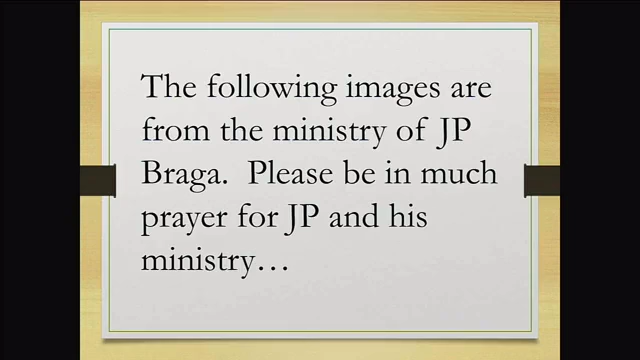 The following images are
from the ministry of JP
Braga.  Please be in much
prayer for JP and his
ministry…